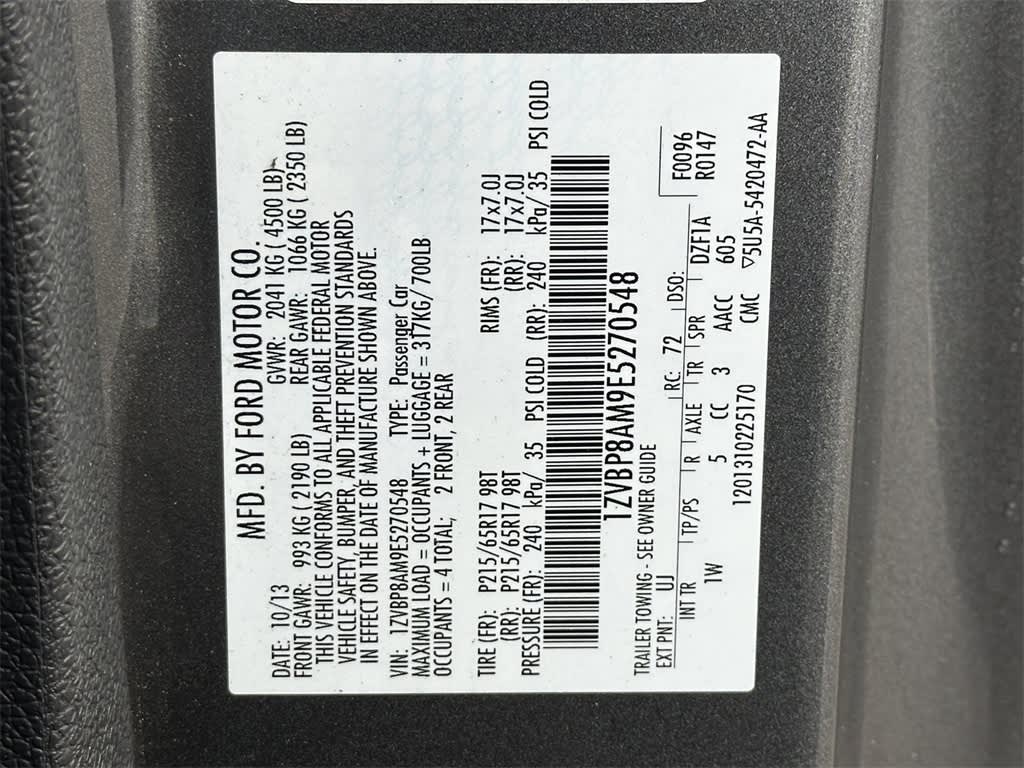 MFD. BY FORD MOTOR CO.
DATE: 10/13 GVWR: 2041 KG ( 4500 LB)
FRONT GAWR: 993 KG ( 2190 LB) REAR GAWR: 1066 KG ( 2350 LB)
THIS VEHICLE CONFORMS TO ALL APPLICABLE FEDERAL MOTOR
VEHICLE SAFETY, BUMPER, AND THEFT PREVENTION STANDARDS
IN EFFECT ON THE DATE OF MANUFACTURE SHOWN ABOVE.
VIN: 1ZVBP8AM9E5270548 TYPE: Passenger Car
MAXIMUM LOAD = OCCUPANTS + LUGGAGE = 317KG/ 700LB
OCCUPANTS = 4 TOTAL; 2 FRONT, 2 REAR
TIRE (FR): P215/65R17 98T RIMS (FR): 17x7.0J
(RR): P215/65R17 98T (RR): 17x7.0J
PRESSURE (FR): 240 kPa/ 35 PSI COLD (RR): 240 kPa/ 35 PSI COLD
1ZVBP8AM9E5270548
TRAILER TOWING - SEE OWNER GUIDE
EXT PNT: UJ RC: 72 DSO: F0096
R0147
INT TR TP/PS R AXLE TR SPR DZF1A
1W 5 CC 3 AACC 605
1201310225170 CMC ▽5U5A-5420472-AA